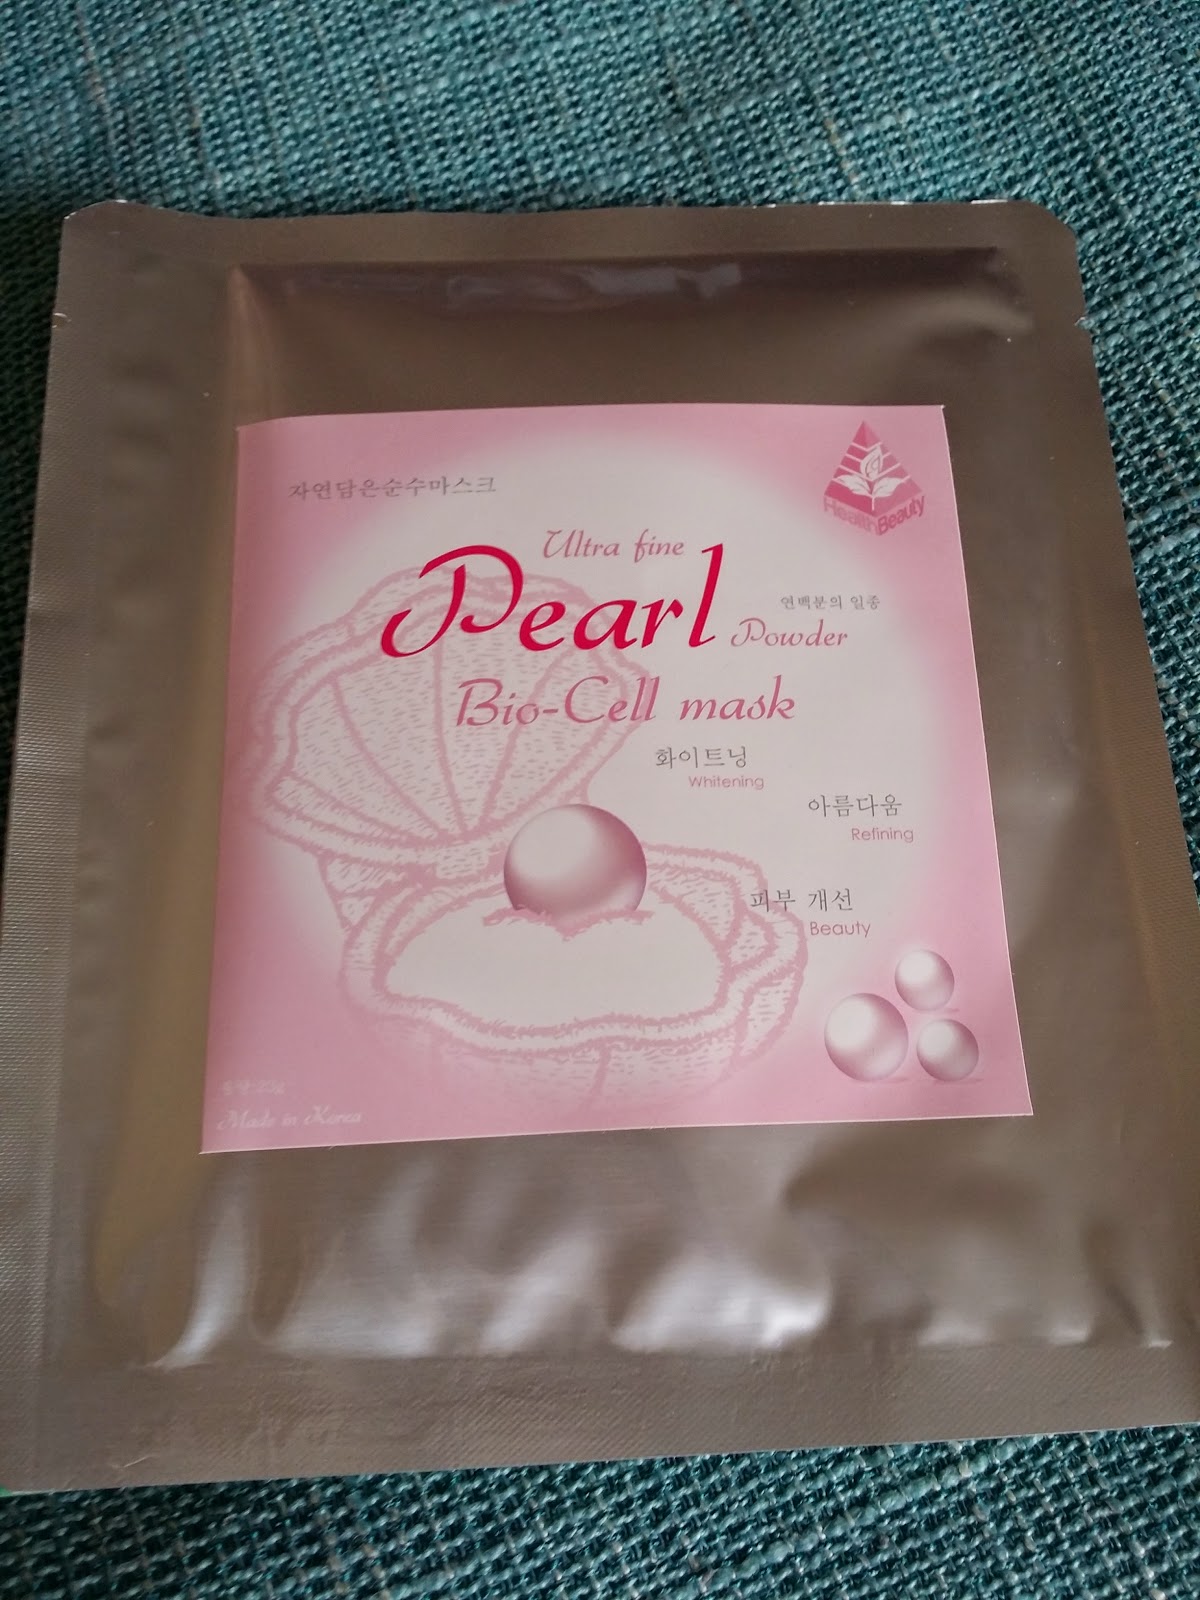 자연담은순수마스크
HealthBeauty
Ultra fine
Pearl
연백분의 일종
Powder
Bio-Cell mask
화이트닝
Whitening
아름다움
Refining
피부 개선
Beauty
Made in Korea